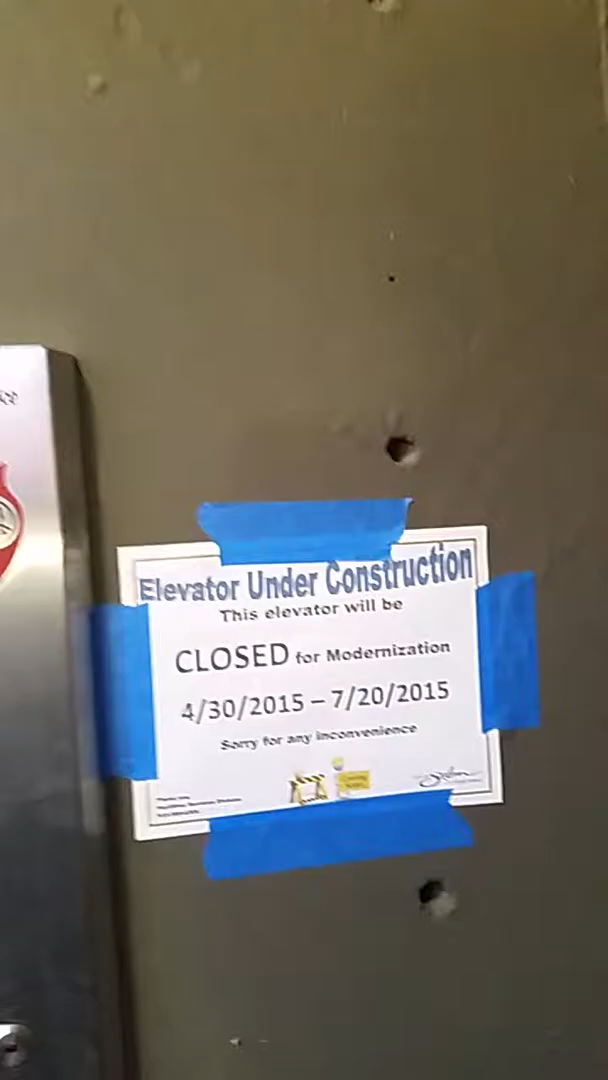 Elevator Under Construction
This elevator will be
CLOSED for Modernization
4/30/2015 – 7/20/2015
Sorry for any inconvenience